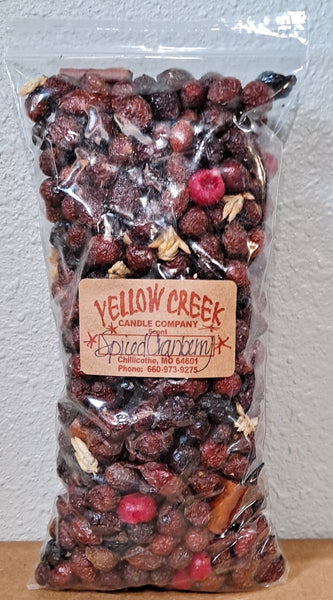 YELLOW CREEK
CANDLE COMPANY
Scent
Spiced Cranberry
Chillicothe, MO 64601
Phone: 660-973-9275